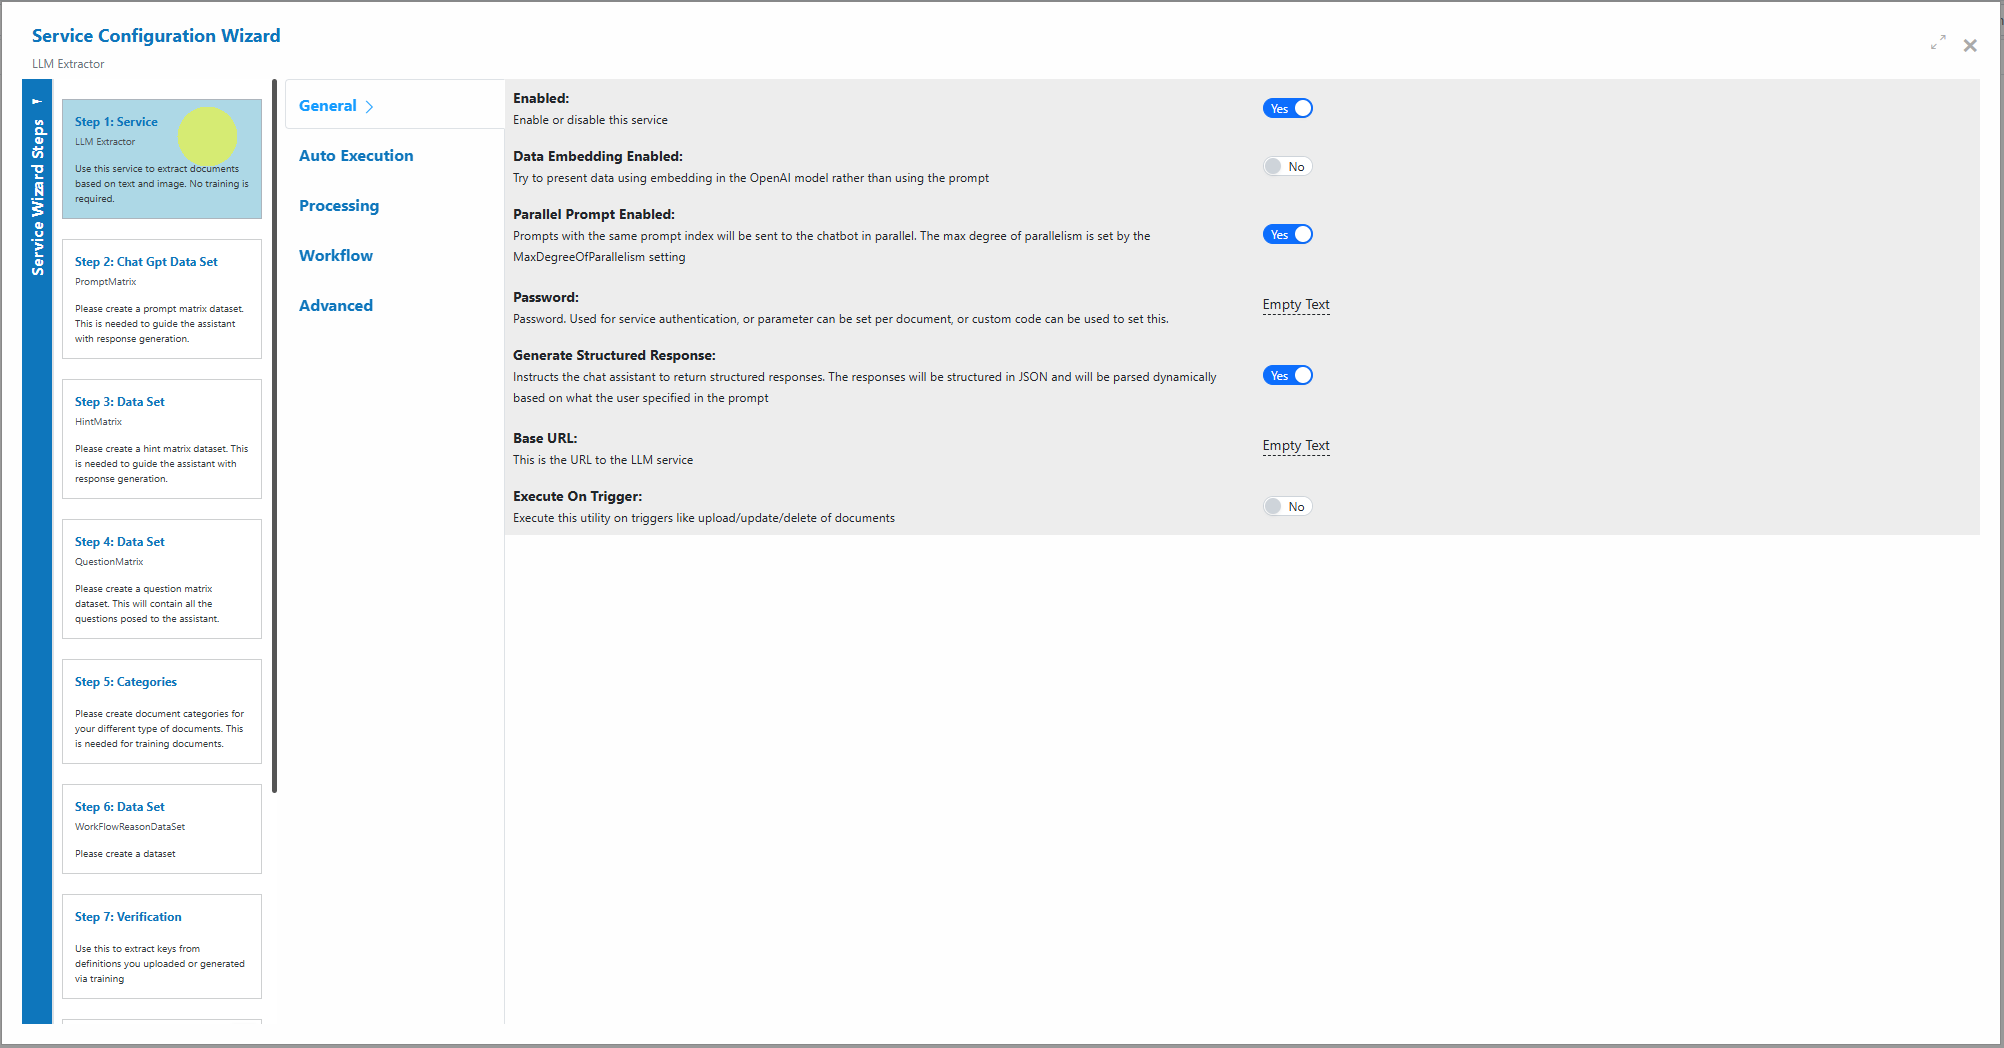 Service Configuration Wizard
LLM Extractor
Service Wizard Steps
Step 1: Service
LLM Extractor
Use this service to extract documents
based on text and image. No training is
required.
Step 2: Chat Gpt Data Set
PromptMatrix
Please create a prompt matrix dataset.
This is needed to guide the assistant
with response generation.
Step 3: Data Set
HintMatrix
Please create a hint matrix dataset. This
is needed to guide the assistant with
response generation.
Step 4: Data Set
QuestionMatrix
Please create a question matrix
dataset. This will contain all the
questions posed to the assistant.
Step 5: Categories
Please create document categories for
your different type of documents. This
is needed for training documents.
Step 6: Data Set
WorkFlowReasonDataSet
Please create a dataset
Step 7: Verification
Use this to extract keys from
definitions you uploaded or generated
via training
General
Auto Execution
Processing
Workflow
Advanced
Enabled:
Enable or disable this service
Yes
Data Embedding Enabled:
Try to present data using embedding in the OpenAI model rather than using the prompt
No
Parallel Prompt Enabled:
Prompts with the same prompt index will be sent to the chatbot in parallel. The max degree of parallelism is set by the
MaxDegreeOfParallelism setting
Yes
Password:
Password. Used for service authentication, or parameter can be set per document, or custom code can be used to set this.
Empty Text
Generate Structured Response:
Instructs the chat assistant to return structured responses. The responses will be structured in JSON and will be parsed dynamically
based on what the user specified in the prompt
Yes
Base URL:
This is the URL to the LLM service
Empty Text
Execute On Trigger:
Execute this utility on triggers like upload/update/delete of documents
No